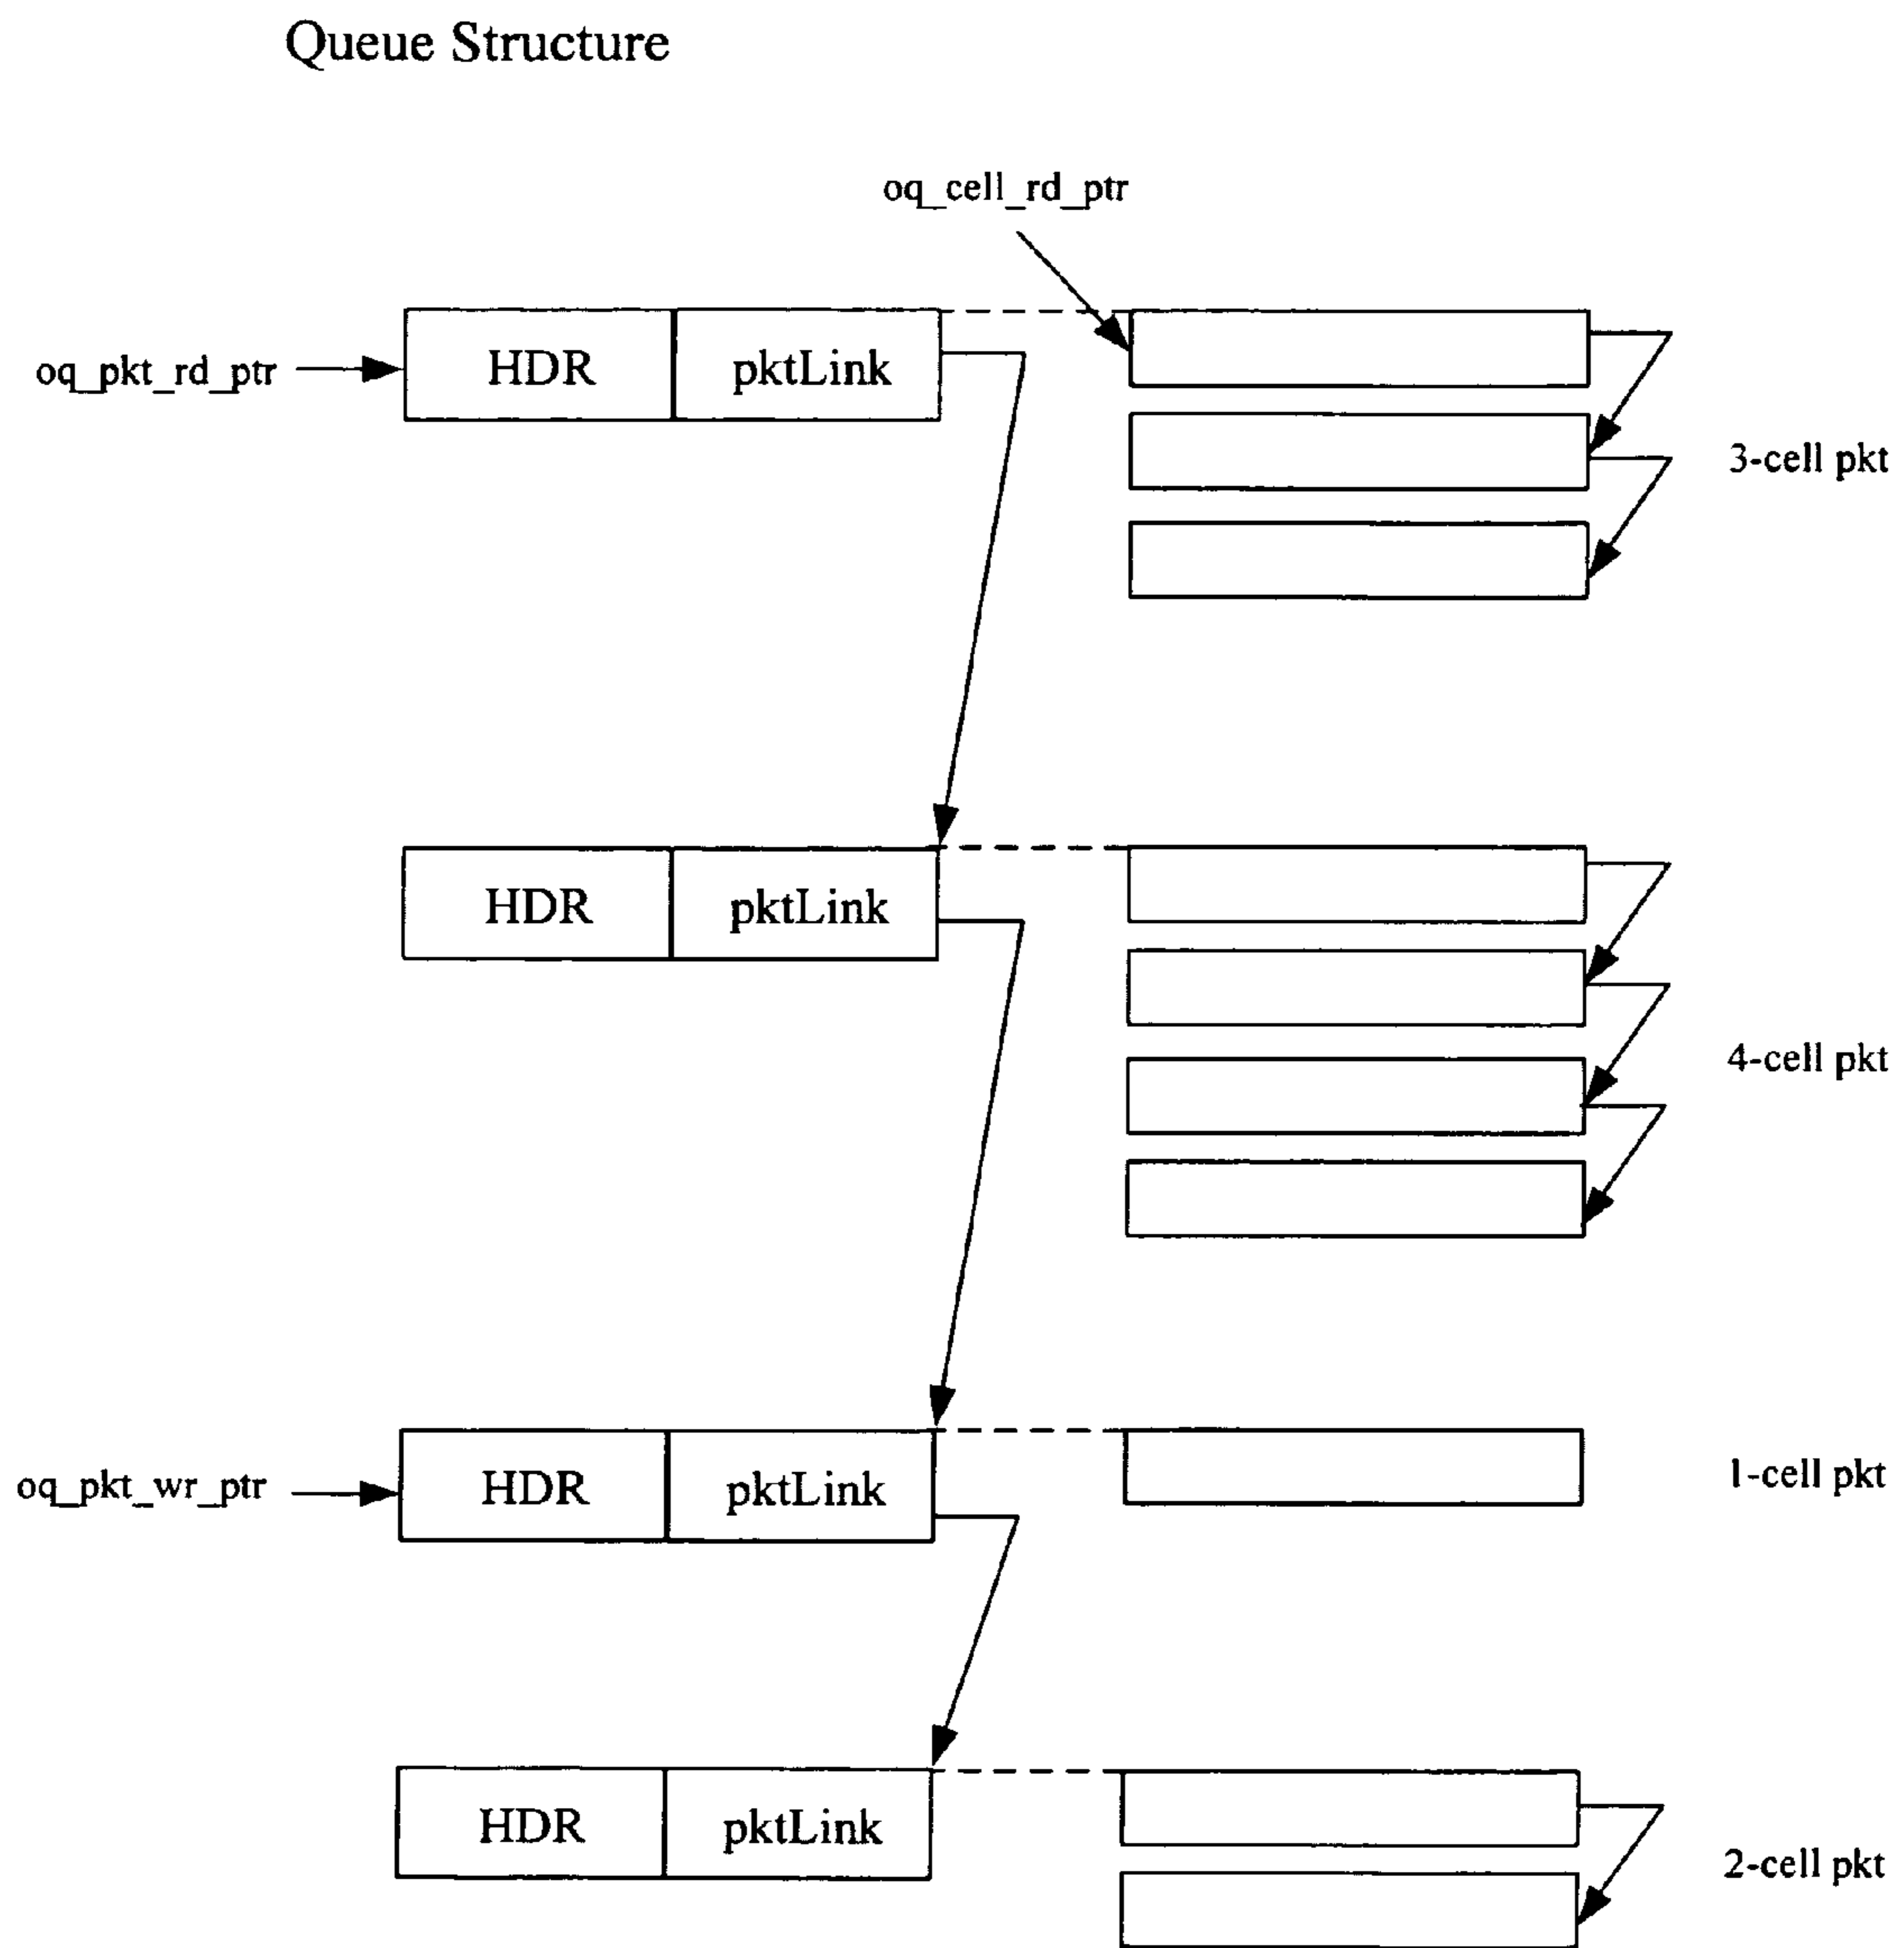 Queue Structure
oq_cell_rd_ptr
oq_pkt_rd_ptr
HDR
pktLink
3-cell pkt
HDR
pktLink
4-cell pkt
oq_pkt_wr_ptr
HDR
pktLink
1-cell pkt
HDR
pktLink
2-cell pkt